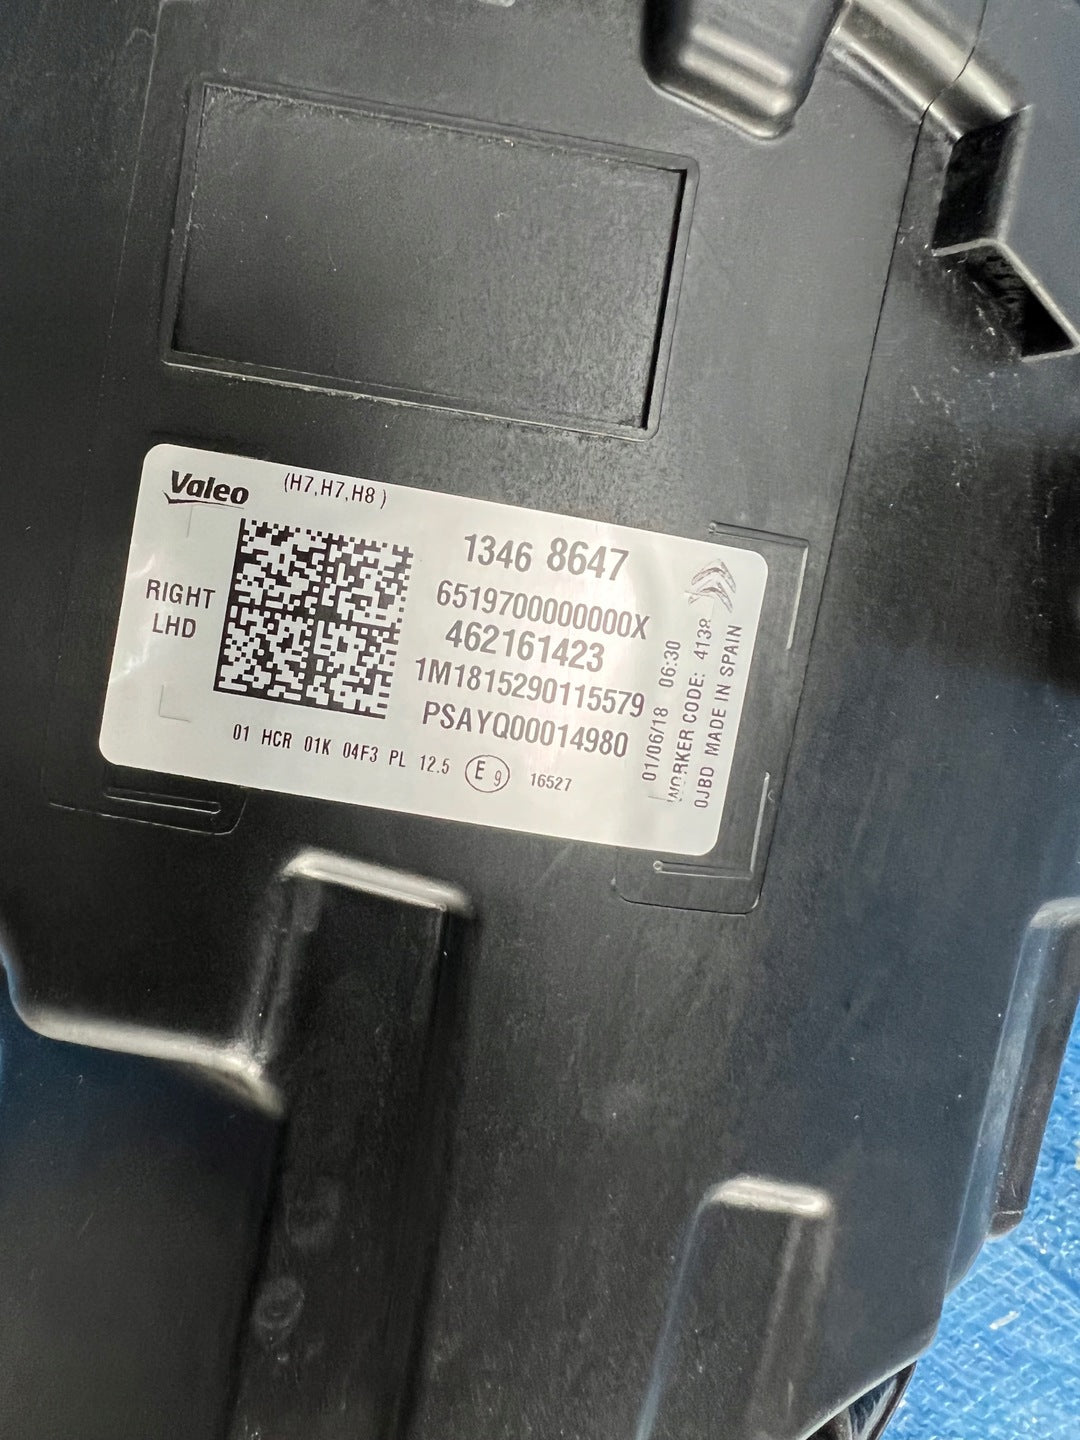 Valeo
(H7,H7,H8 )
RIGHT
LHD
1346 8647
6519700000000X
462161423
1M1815290115579
PSAYQ00014980
01 HCR 01K 04F3 PL 12.5 E9 16527
01/06/18 06:30
WORKER CODE: 4138
0JBD MADE IN SPAIN